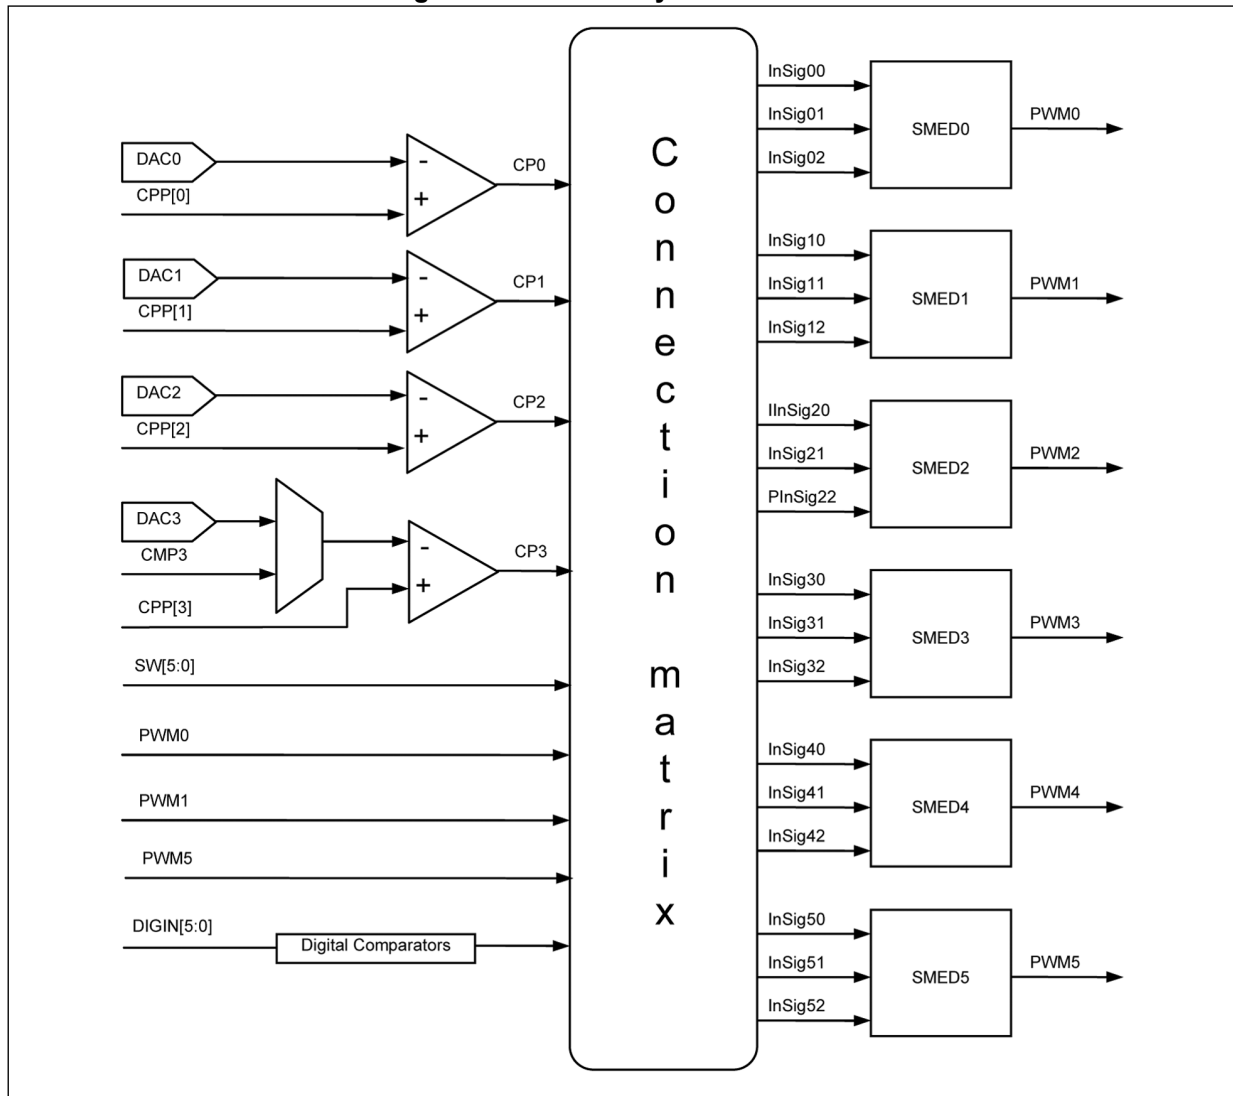 DAC0
CPP[0]
-
+
CP0
DAC1
CPP[1]
-
+
CP1
DAC2
CPP[2]
-
+
CP2
DAC3
CMP3
CPP[3]
-
+
CP3
SW[5:0]
PWM0
PWM1
PWM5
DIGIN[5:0]
Digital Comparators
Connection matrix
InSig00
InSig01
InSig02
SMED0
PWM0
InSig10
InSig11
InSig12
SMED1
PWM1
IInSig20
InSig21
PInSig22
SMED2
PWM2
InSig30
InSig31
InSig32
SMED3
PWM3
InSig40
InSig41
InSig42
SMED4
PWM4
InSig50
InSig51
InSig52
SMED5
PWM5